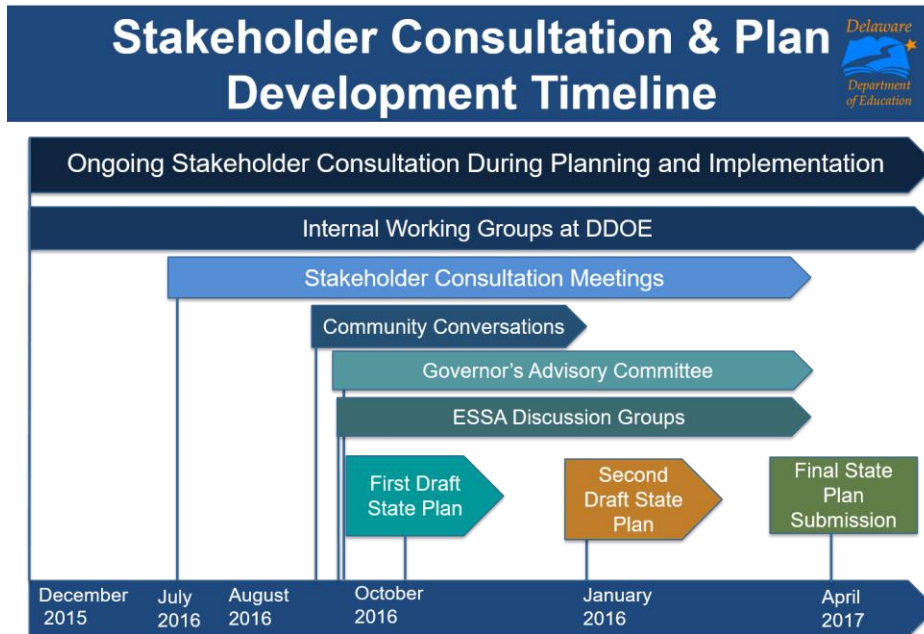 Stakeholder Consultation & Plan
Development Timeline
Delaware
Department
of Education
Ongoing Stakeholder Consultation During Planning and Implementation
Internal Working Groups at DDOE
Stakeholder Consultation Meetings
Community Conversations
Governor's Advisory Committee
ESSA Discussion Groups
First Draft
State Plan
Second
Draft State
Plan
Final State
Plan
Submission
December
2015
July
2016
August
2016
October
2016
January
2016
April
2017